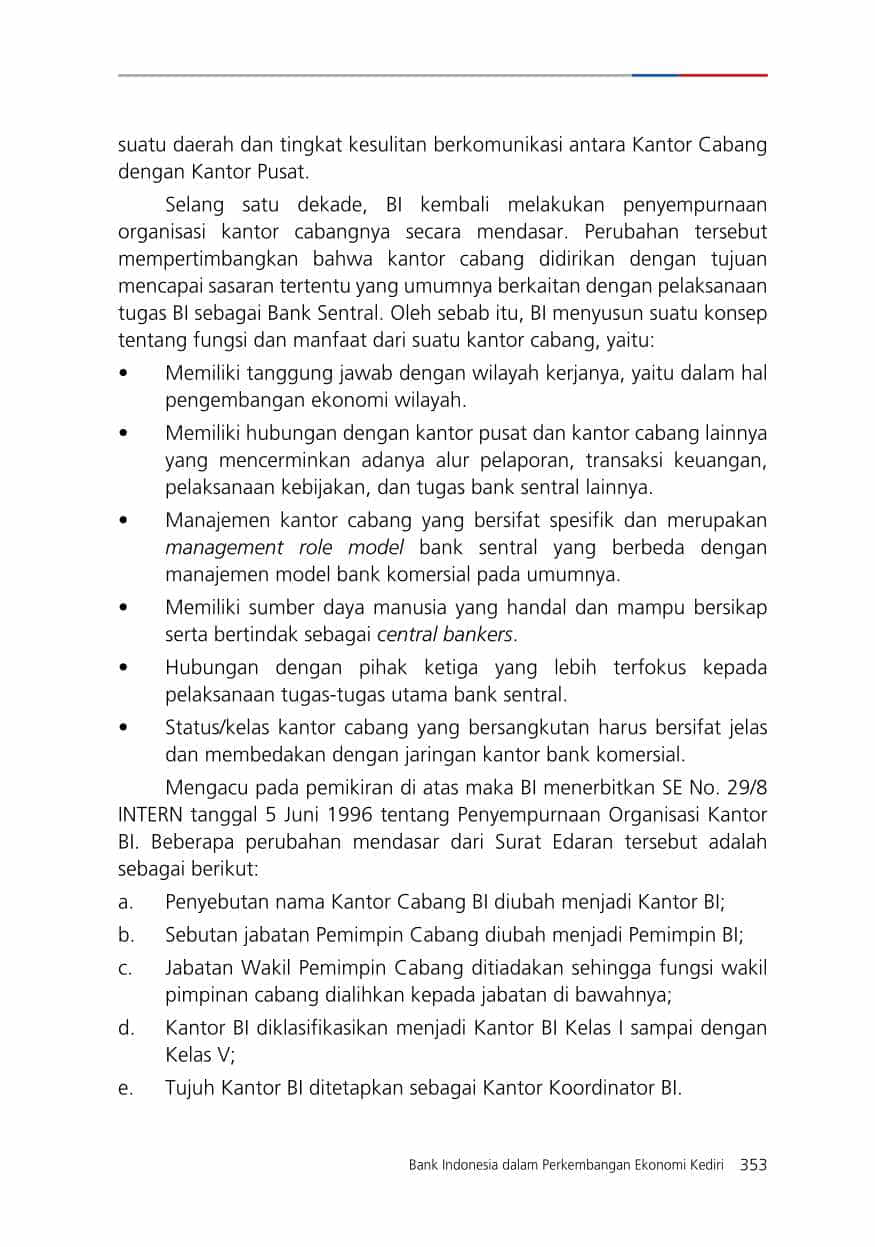 suatu daerah dan tingkat kesulitan berkomunikasi antara Kantor Cabang
dengan Kantor Pusat.
Selang satu dekade, BI kembali melakukan penyempurnaan
organisasi kantor cabangnya secara mendasar. Perubahan tersebut
mempertimbangkan bahwa kantor cabang didirikan dengan tujuan
mencapai sasaran tertentu yang umumnya berkaitan dengan pelaksanaan
tugas BI sebagai Bank Sentral. Oleh sebab itu, BI menyusun suatu konsep
tentang fungsi dan manfaat dari suatu kantor cabang, yaitu:
• Memiliki tanggung jawab dengan wilayah kerjanya, yaitu dalam hal
pengembangan ekonomi wilayah.
• Memiliki hubungan dengan kantor pusat dan kantor cabang lainnya
yang mencerminkan adanya alur pelaporan, transaksi keuangan,
pelaksanaan kebijakan, dan tugas bank sentral lainnya.
• Manajemen kantor cabang yang bersifat spesifik dan merupakan
management role model bank sentral yang berbeda dengan
manajemen model bank komersial pada umumnya.
• Memiliki sumber daya manusia yang handal dan mampu bersikap
serta bertindak sebagai central bankers.
• Hubungan dengan pihak ketiga yang lebih terfokus kepada
pelaksanaan tugas-tugas utama bank sentral.
• Status/kelas kantor cabang yang bersangkutan harus bersifat jelas
dan membedakan dengan jaringan kantor bank komersial.
Mengacu pada pemikiran di atas maka BI menerbitkan SE No. 29/8
INTERN tanggal 5 Juni 1996 tentang Penyempurnaan Organisasi Kantor
BI. Beberapa perubahan mendasar dari Surat Edaran tersebut adalah
sebagai berikut:
a. Penyebutan nama Kantor Cabang BI diubah menjadi Kantor BI;
b. Sebutan jabatan Pemimpin Cabang diubah menjadi Pemimpin BI;
c. Jabatan Wakil Pemimpin Cabang ditiadakan sehingga fungsi wakil
pimpinan cabang dialihkan kepada jabatan di bawahnya;
d. Kantor BI diklasifikasikan menjadi Kantor BI Kelas I sampai dengan
Kelas V;
e. Tujuh Kantor BI ditetapkan sebagai Kantor Koordinator BI.
Bank Indonesia dalam Perkembangan Ekonomi Kediri 353